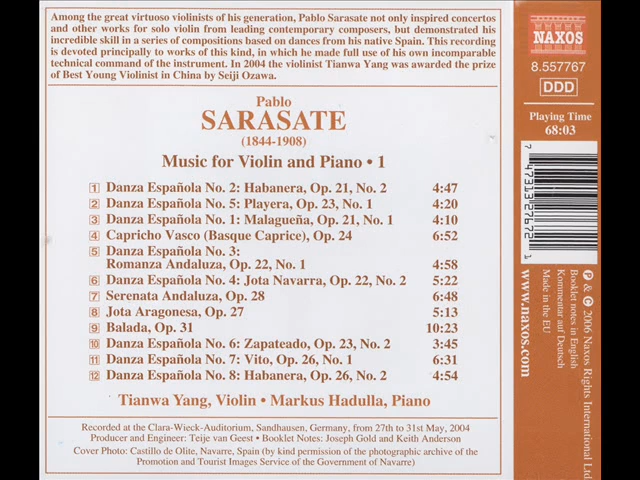 Among the great virtuoso violinists of his generation, Pablo Sarasate not only inspired concertos
and other works for solo violin from leading contemporary composers, but demonstrated his
incredible skill in a series of compositions based on dances from his native Spain. This recording
is devoted principally to works of this kind, in which he made full use of his own incomparable
technical command of the instrument. In 2004 the violinist Tianwa Yang was awarded the prize
of Best Young Violinist in China by Seiji Ozawa.
Pablo
SARASATE
(1844-1908)
Music for Violin and Piano • 1
1 Danza Española No. 2: Habanera, Op. 21, No. 2 4:47
2 Danza Española No. 5: Playera, Op. 23, No. 1 4:20
3 Danza Española No. 1: Malagueña, Op. 21, No. 1 4:10
4 Capricho Vasco (Basque Caprice), Op. 24 6:52
5 Danza Española No. 3:
Romanza Andaluza, Op. 22, No. 1 4:58
6 Danza Española No. 4: Jota Navarra, Op. 22, No. 2 5:22
7 Serenata Andaluza, Op. 28 6:48
8 Jota Aragonesa, Op. 27 5:13
9 Balada, Op. 31 10:23
10 Danza Española No. 6: Zapateado, Op. 23, No. 2 3:45
11 Danza Española No. 7: Vito, Op. 26, No. 1 6:31
12 Danza Española No. 8: Habanera, Op. 26, No. 2 4:54
Tianwa Yang, Violin • Markus Hadulla, Piano
Recorded at the Clara-Wieck-Auditorium, Sandhausen, Germany, from 27th to 31st May, 2004
Producer and Engineer: Teije van Geest • Booklet Notes: Joseph Gold and Keith Anderson
Cover Photo: Castillo de Olite, Navarre, Spain (by kind permission of the photographic archive of the
Promotion and Tourist Images Service of the Government of Navarre)
NAXOS
8.557767
DDD
Playing Time
68:03
7 47313 27672 1
www.naxos.com
℗ & © 2006 Naxos Rights International Ltd
Booklet notes in English
Kommentar auf Deutsch
Made in the EU